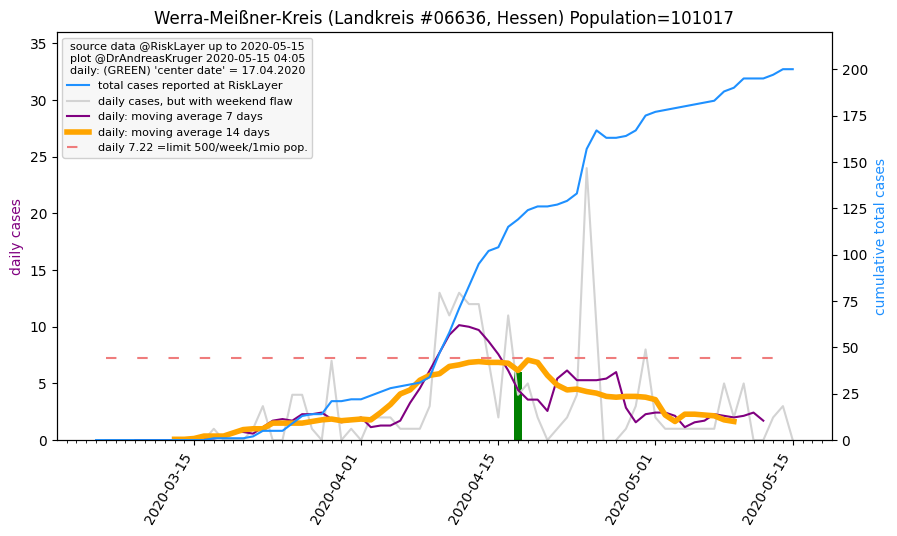 Werra-Meißner-Kreis (Landkreis #06636, Hessen) Population=101017
source data @RiskLayer up to 2020-05-15
plot @DrAndreasKruger 2020-05-15 04:05
daily: (GREEN) 'center date' = 17.04.2020
total cases reported at RiskLayer
daily cases, but with weekend flaw
daily: moving average 7 days
daily: moving average 14 days
daily 7.22 =limit 500/week/1mio pop.
daily cases
35
30
25
20
15
10
5
0
cumulative total cases
200
175
150
125
100
75
50
25
0
2020-03-15
2020-04-01
2020-04-15
2020-05-01
2020-05-15